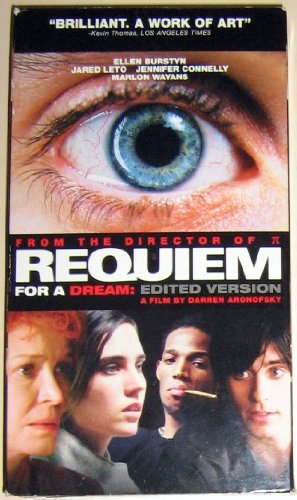 "BRILLIANT. A WORK OF ART"
-Kevin Thomas, LOS ANGELES TIMES
ELLEN BURSTYN
JARED LETO JENNIFER CONNELLY
MARLON WAYANS
FROM THE DIRECTOR OF π
REQUIEM
FOR A DREAM: EDITED VERSION
A FILM BY DARREN ARONOFSKY